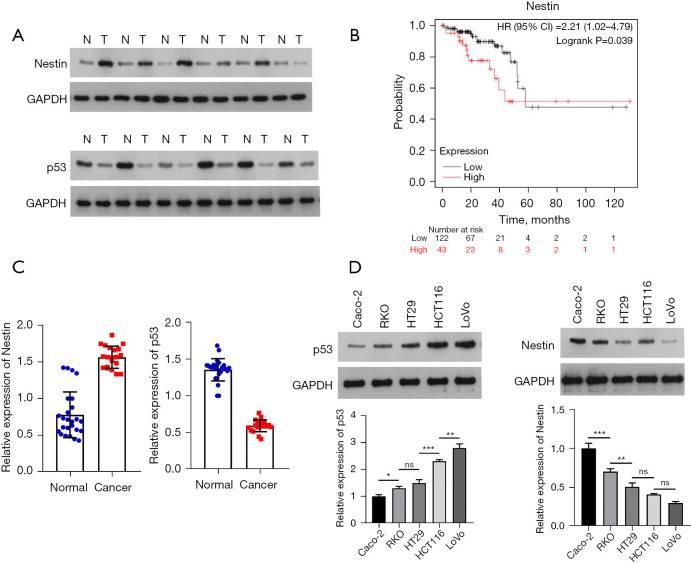 A
N T N T N T N T N T N T
Nestin
GAPDH
N T N T N T N T N T N T
p53
GAPDH
B
Nestin
HR (95% CI) =2.21 (1.02–4.79)
Logrank P=0.039
1.0
0.8
0.6
0.4
0.2
0.0
Probability
Expression
Low
High
0 20 40 60 80 100 120
Time, months
Number at risk
Low 122 67 21 4 2 2 1
High 43 23 8 3 2 1 1
C
Relative expression of Nestin
2.0
1.5
1.0
0.5
0.0
Normal Cancer
Relative expression of p53
2.0
1.5
1.0
0.5
0.0
Normal Cancer
D
Caco-2 RKO HT29 HCT116 LoVo
p53
GAPDH
Relative expression of p53
4
3
2
1
0
* ns *** **
Caco-2 RKO HT29 HCT116 LoVo
Caco-2 RKO HT29 HCT116 LoVo
Nestin
GAPDH
Relative expression of Nestin
1.5
1.0
0.5
0.0
*** ** ns ns
Caco-2 RKO HT29 HCT116 LoVo